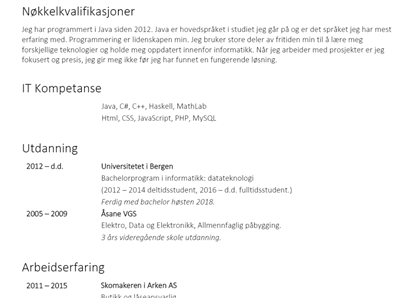 Nøkkelkvalifikasjoner
Jeg har programmert i Java siden 2012. Java er hovedspråket i studiet jeg går på og er det språket jeg har mest
erfaring med. Programmering er lidenskapen min. Jeg bruker store deler av fritiden min til å lære meg
forskjellige teknologier og holde meg oppdatert innenfor informatikk. Når jeg arbeider med prosjekter er jeg
fokusert og presis, jeg gir meg ikke før jeg har funnet en fungerende løsning.
IT Kompetanse
Java, C#, C++, Haskell, MathLab
Html, CSS, JavaScript, PHP, MySQL
Utdanning
2012 – d.d. Universitetet i Bergen
Bachelorprogram i informatikk: datateknologi
(2012 – 2014 deltidsstudent, 2016 – d.d. fulltidsstudent.)
Ferdig med bachelor høsten 2018.
2005 – 2009 Åsane VGS
Elektro, Data og Elektronikk, Allmennfaglig påbygging.
3 års videregående skole utdanning.
Arbeidserfaring
2011 – 2015 Skomakeren i Arken AS
Butikk og låseansvarlig